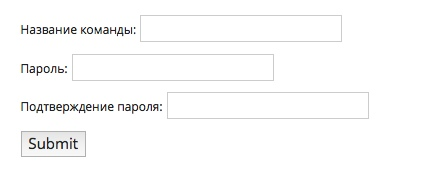 Название команды:
Пароль:
Подтверждение пароля:
Submit